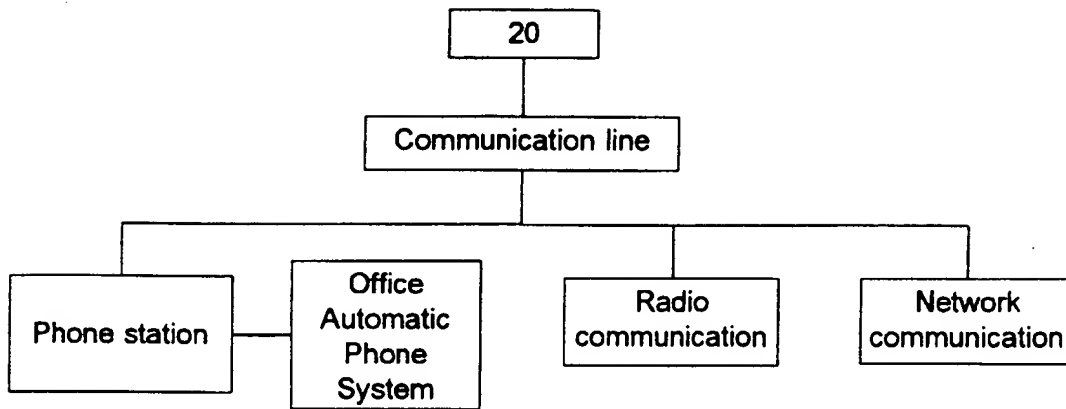 20
Communication line
Phone station
Office
Automatic
Phone
System
Radio
communication
Network
communication